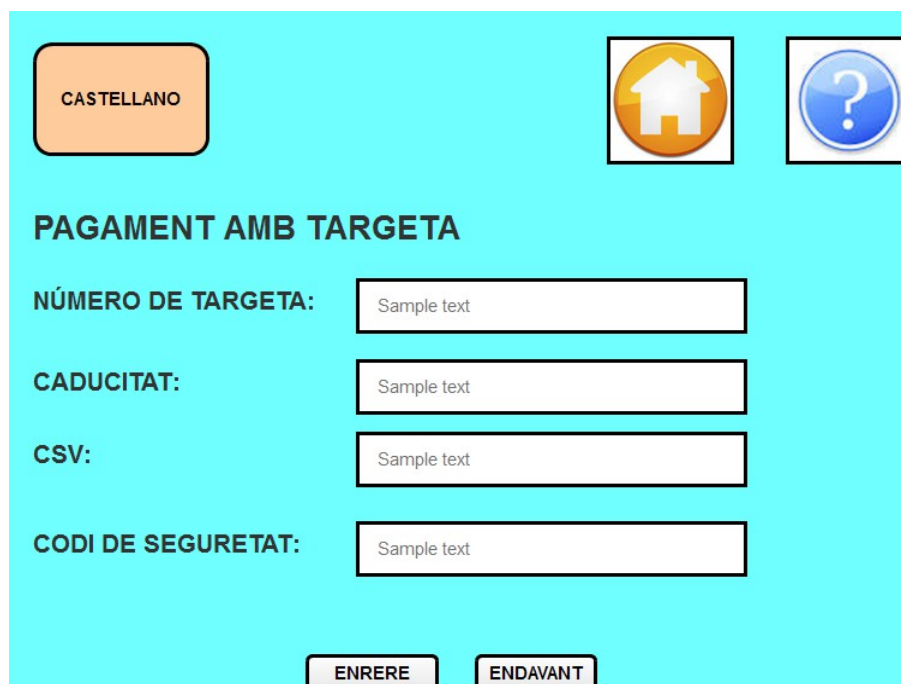 CASTELLANO
?
PAGAMENT AMB TARGETA
NÚMERO DE TARGETA:
Sample text
CADUCITAT:
Sample text
CSV:
Sample text
CODI DE SEGURETAT:
Sample text
ENRERE
ENDAVANT